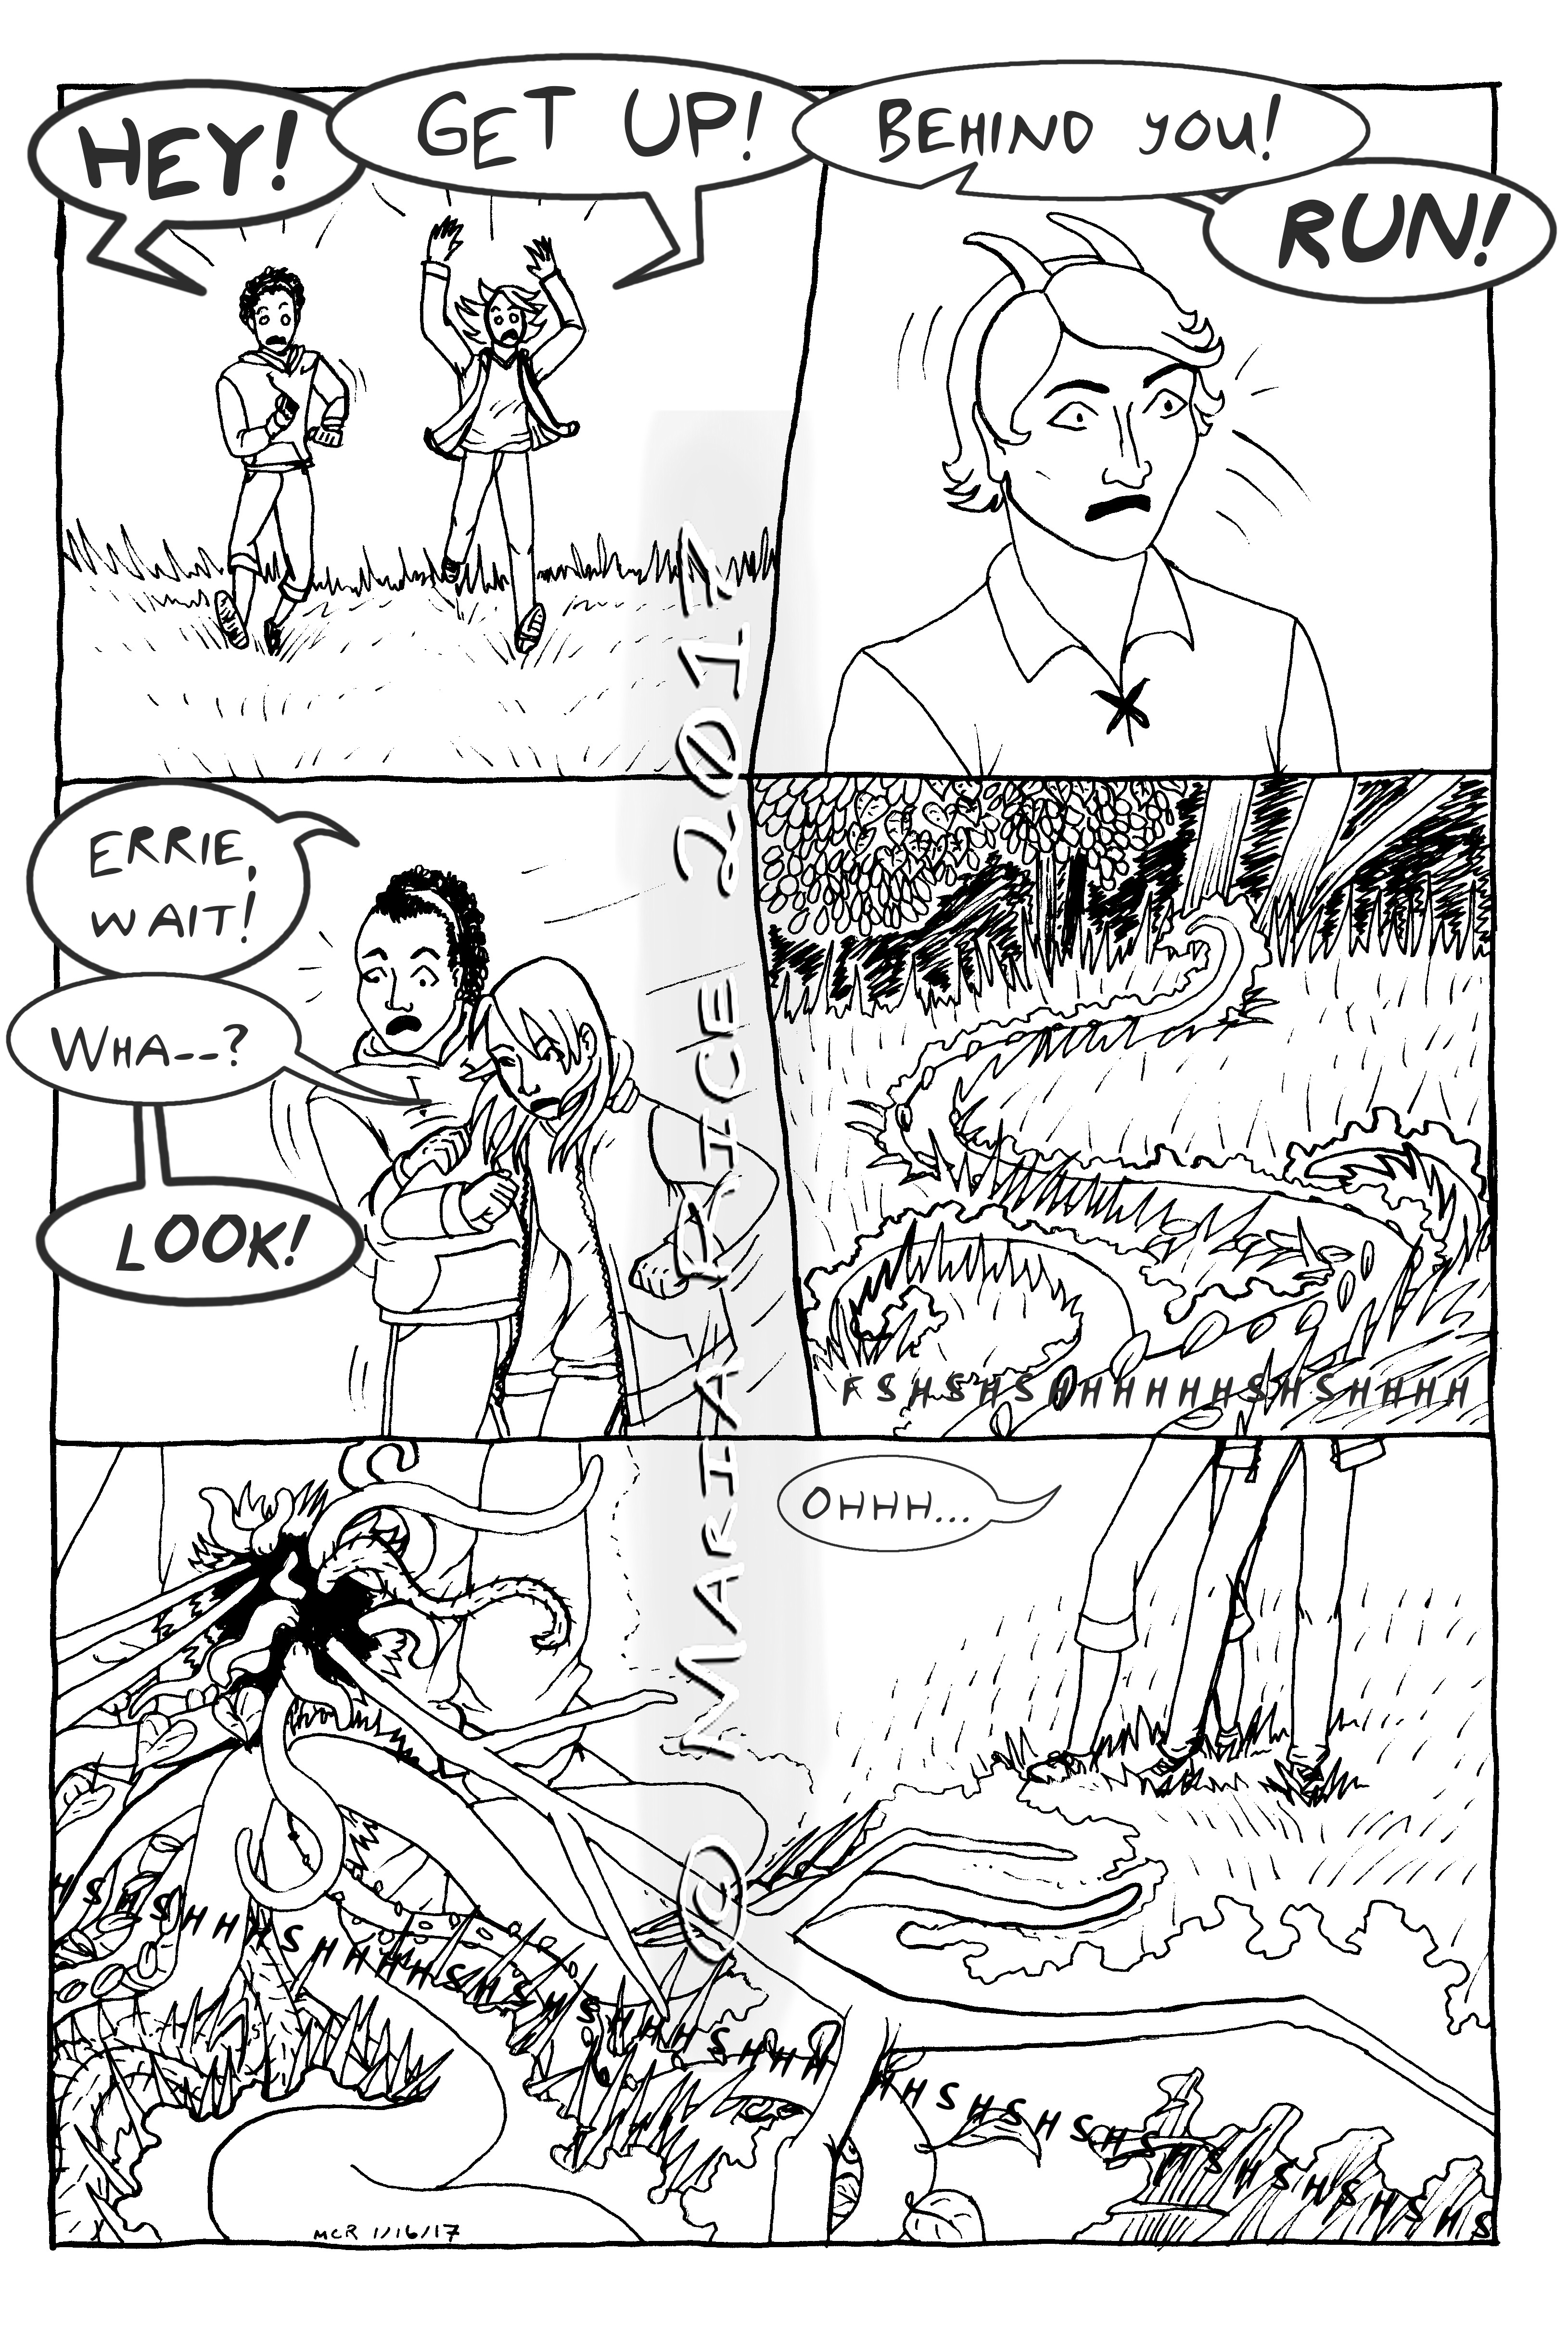 HEY!
GET UP!
BEHIND YOU!
RUN!
ERRIE,
WAIT!
WHA--?
LOOK!
FSHSHSHHHHHHSHSHHHH
OHHH...
© MARIA RICE 2017
MCR 1/16/17